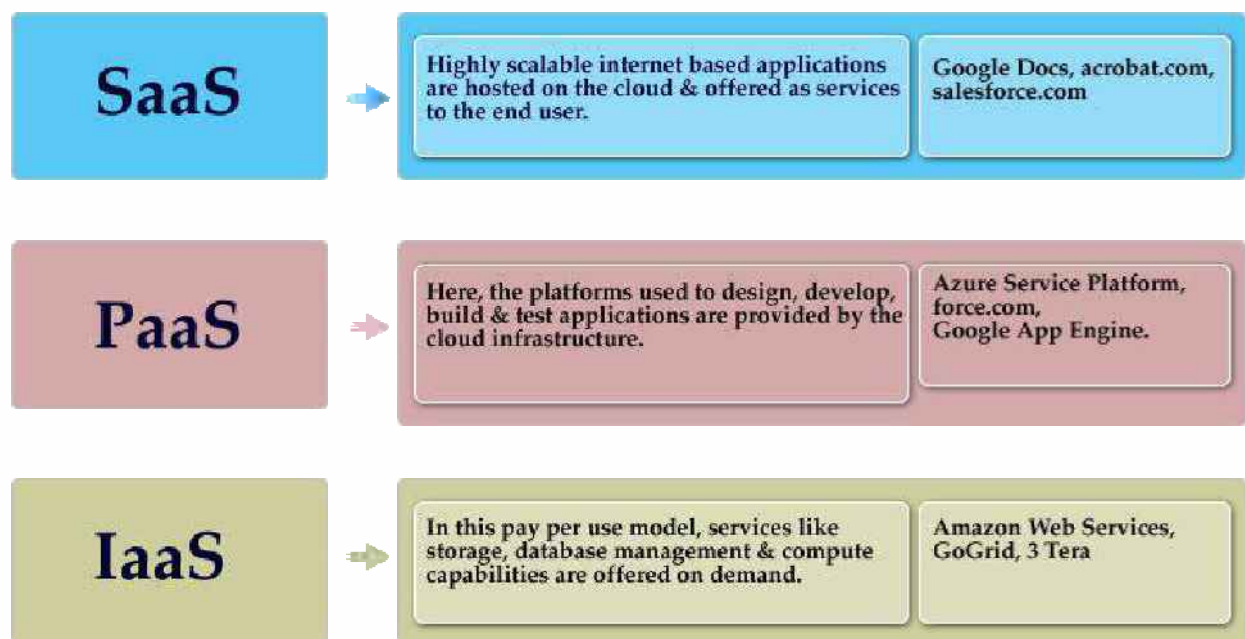 SaaS
Highly scalable internet based applications
are hosted on the cloud & offered as services
to the end user.
Google Docs, acrobat.com,
salesforce.com
PaaS
Here, the platforms used to design, develop,
build & test applications are provided by the
cloud infrastructure.
Azure Service Platform,
force.com,
Google App Engine.
IaaS
In this pay per use model, services like
storage, database management & compute
capabilities are offered on demand.
Amazon Web Services,
GoGrid, 3 Tera